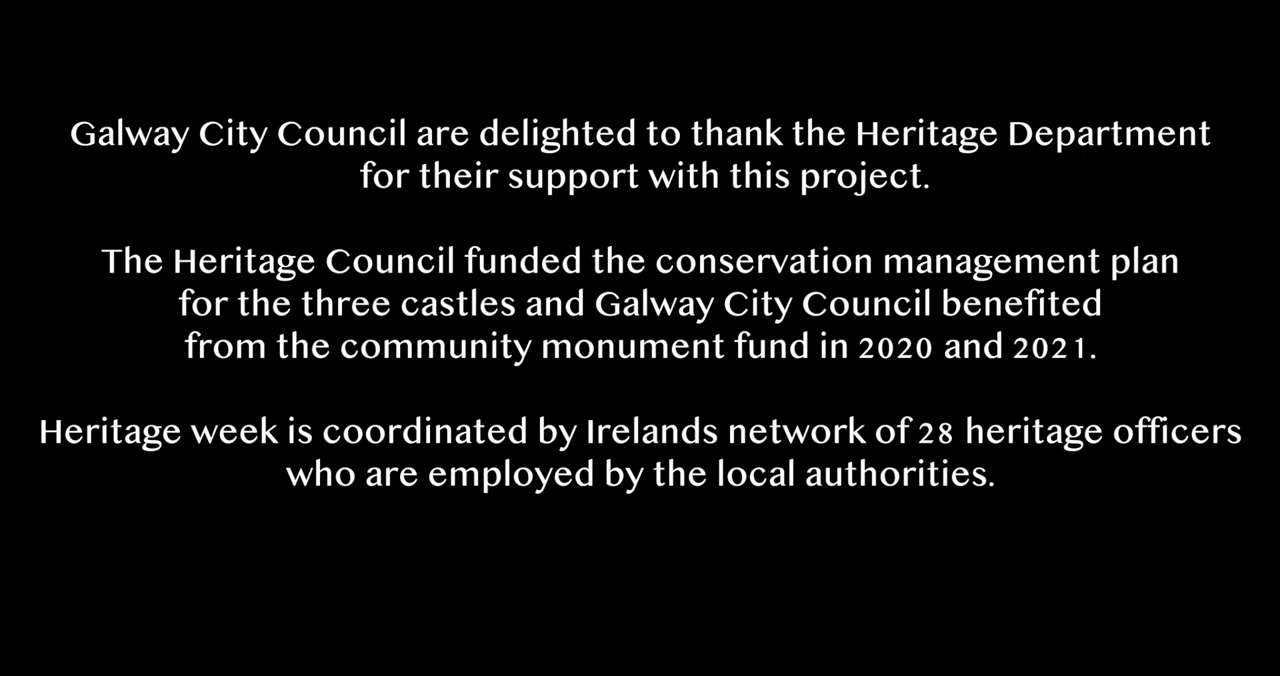 Galway City Council are delighted to thank the Heritage Department
for their support with this project.
The Heritage Council funded the conservation management plan
for the three castles and Galway City Council benefited
from the community monument fund in 2020 and 2021.
Heritage week is coordinated by Irelands network of 28 heritage officers
who are employed by the local authorities.